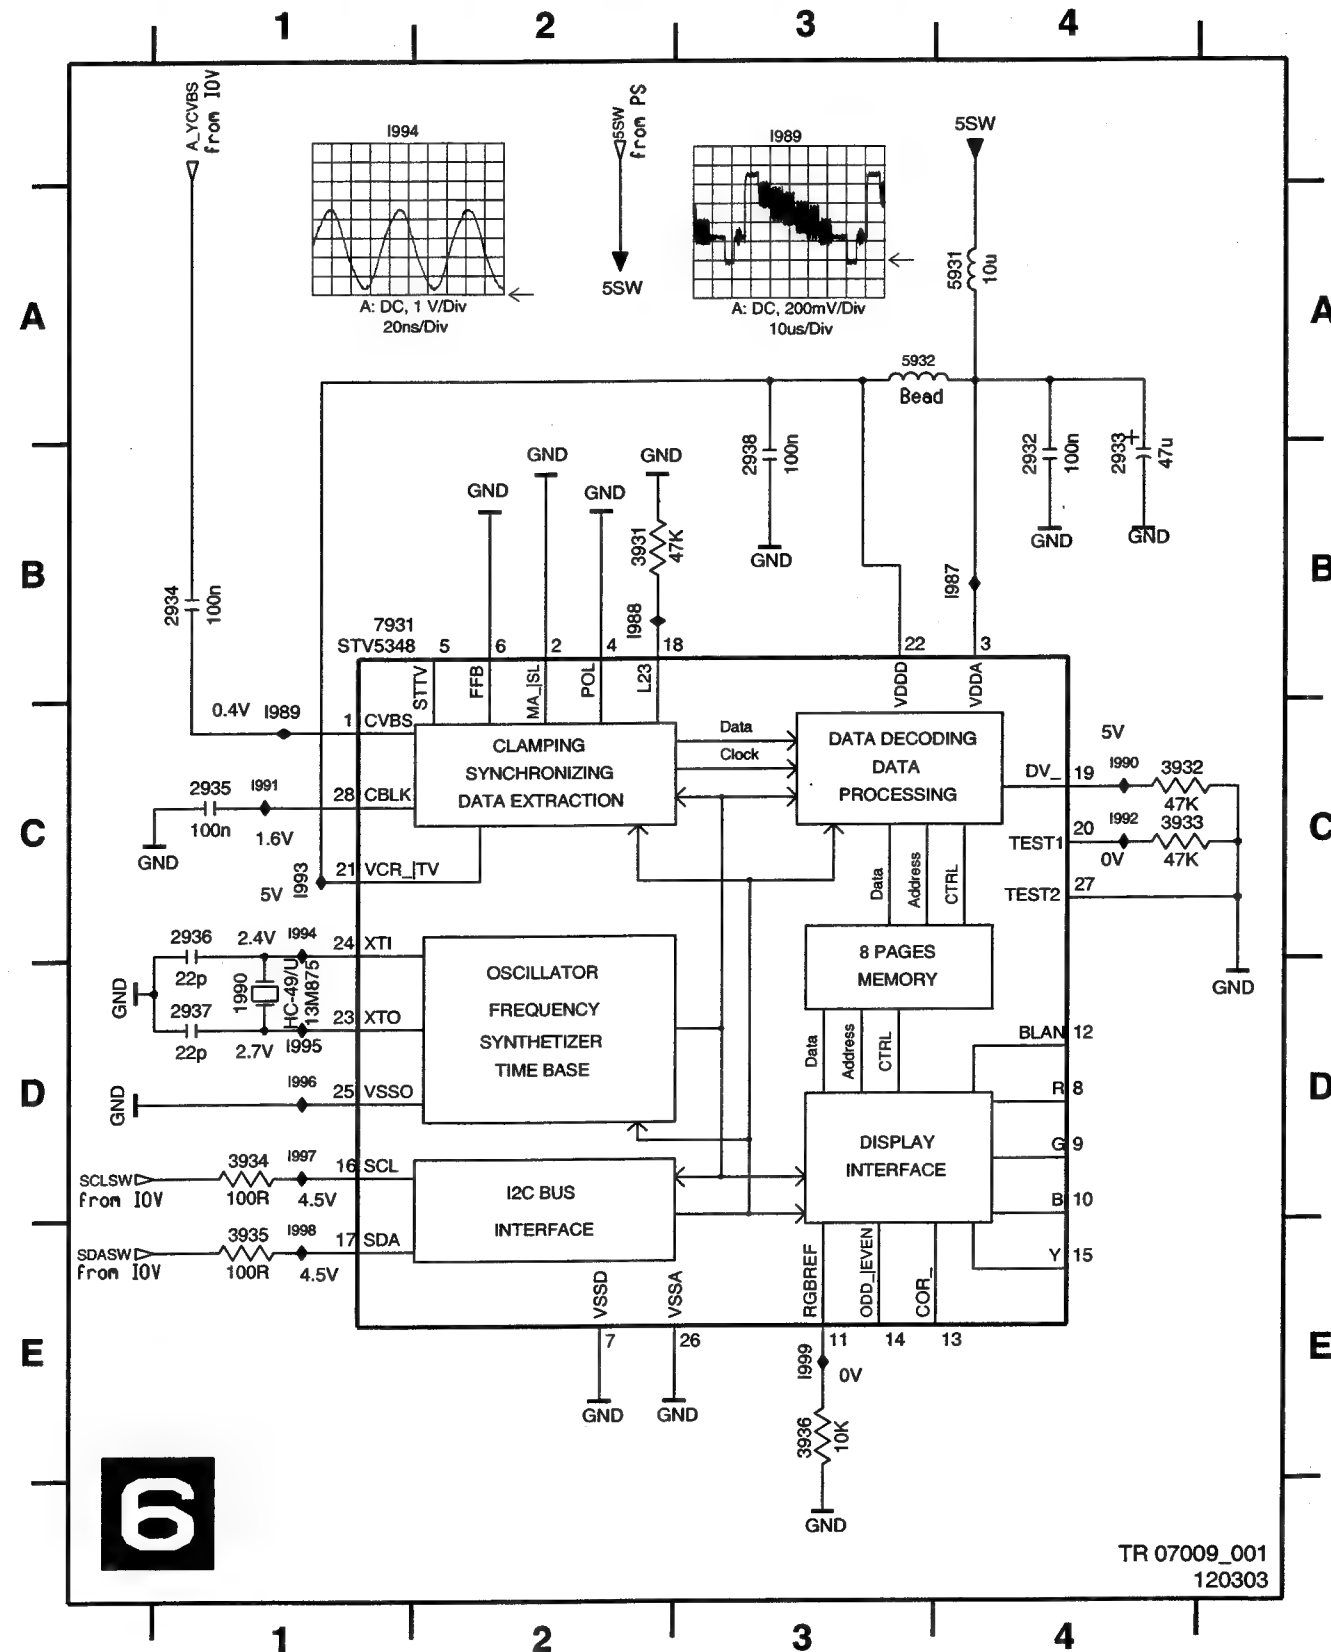 1
2
3
4
A_YCVBS
from IOV
I994
A: DC, 1 V/Div
20ns/Div
5SW
from PS
5SW
I989
A: DC, 200mV/Div
10us/Div
5SW
5931
10u
A
A
5932
Bead
2938
100n
GND
2932
100n
GND
2933
+
47u
GND
GND
GND
GND
GND
3931
47K
I988
I987
B
B
2934
100n
7931
STV5348
5
6
2
4
18
22
3
STTV
FFB
MA_|SL
POL
L23
VDDD
VDDA
0.4V
I989
1
CVBS
CLAMPING
SYNCHRONIZING
DATA EXTRACTION
Data
Clock
DATA DECODING
DATA
PROCESSING
5V
DV_
19
I990
3932
47K
2935
I991
28
CBLK
100n
1.6V
GND
C
C
TEST1
20
I992
3933
0V
47K
5V
I993
21
VCR_|TV
Data
Address
CTRL
TEST2
27
GND
2936
22p
2.4V
I994
24
XTI
GND
1990
HC-49/U
13M875
2937
22p
2.7V
I995
23
XTO
OSCILLATOR
FREQUENCY
SYNTHETIZER
TIME BASE
8 PAGES
MEMORY
Data
Address
CTRL
BLAN
12
R
8
G
9
B
10
Y
15
D
D
GND
I996
25
VSSO
DISPLAY
INTERFACE
SCLSW
from IOV
3934
100R
I997
4.5V
16
SCL
I2C BUS
INTERFACE
SDASW
from IOV
3935
100R
I998
4.5V
17
SDA
VSSD
VSSA
RGBREF
ODD_|EVEN
COR_
7
26
11
14
13
E
E
GND
GND
I999
0V
3936
10K
GND
6
TR 07009_001
120303
1
2
3
4